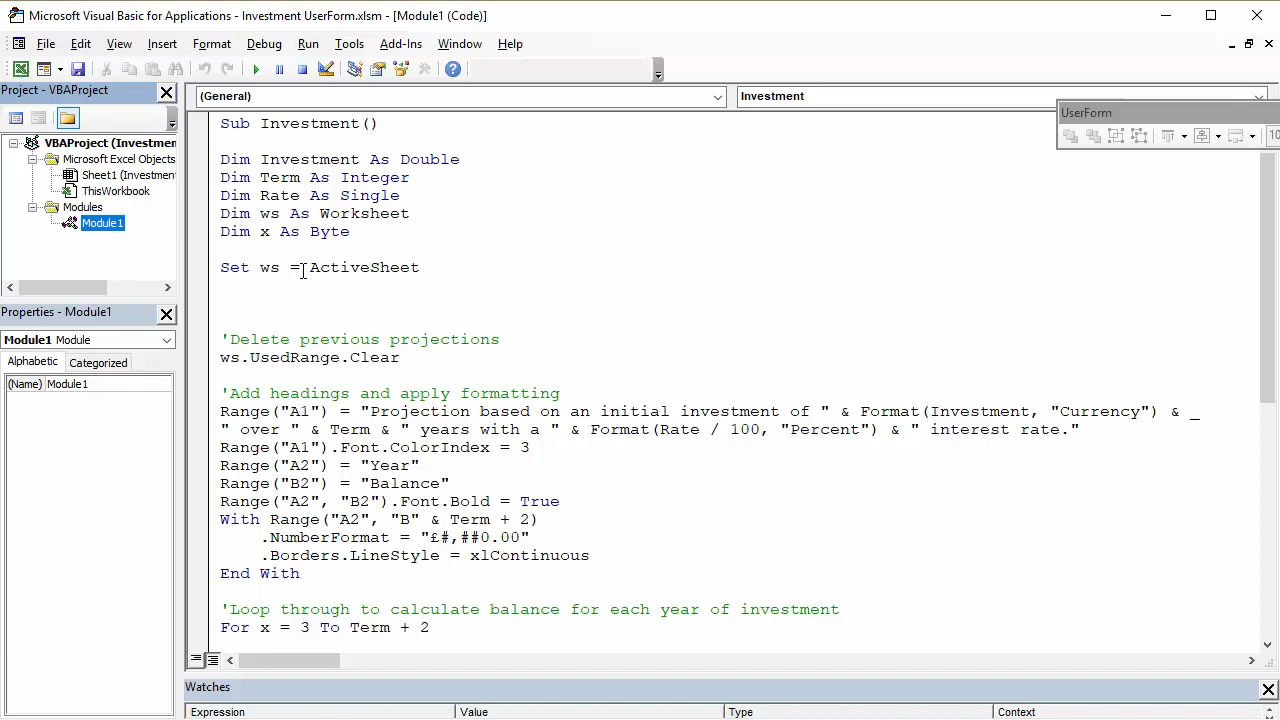 Microsoft Visual Basic for Applications - Investment UserForm.xlsm - [Module1 (Code)]
File Edit View Insert Format Debug Run Tools Add-Ins Window Help
Project - VBAProject
VBAProject (Investmen
Microsoft Excel Objects
Sheet1 (Investment
ThisWorkbook
Modules
Module1
Properties - Module1
Module1 Module
Alphabetic Categorized
(Name) Module1
(General) Investment
UserForm
10
Sub Investment()
Dim Investment As Double
Dim Term As Integer
Dim Rate As Single
Dim ws As Worksheet
Dim x As Byte
Set ws = ActiveSheet
'Delete previous projections
ws.UsedRange.Clear
'Add headings and apply formatting
Range("A1") = "Projection based on an initial investment of " & Format(Investment, "Currency") & _
" over " & Term & " years with a " & Format(Rate / 100, "Percent") & " interest rate."
Range("A1").Font.ColorIndex = 3
Range("A2") = "Year"
Range("B2") = "Balance"
Range("A2", "B2").Font.Bold = True
With Range("A2", "B" & Term + 2)
.NumberFormat = "£#,##0.00"
.Borders.LineStyle = xlContinuous
End With
'Loop through to calculate balance for each year of investment
For x = 3 To Term + 2
Watches
Expression Value Type Context